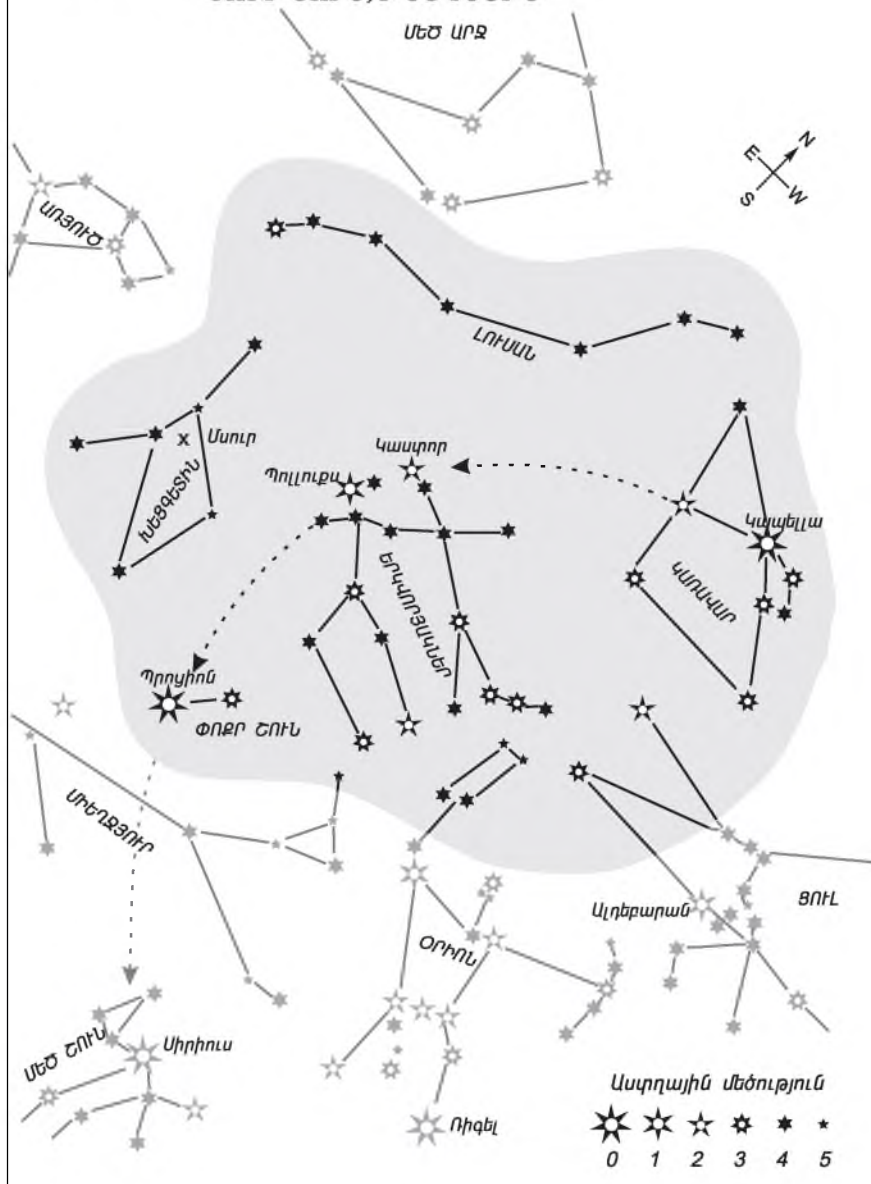 ՄԵԾ ԱՐՋ
N
E
S
W
ԱՌՅՈՒԾ
ԼՈՒՍԱՆ
x Մսուր
Կաստոր
Պոլլուքս
ԽԵՑԳԵՏԻՆ
Կապելլա
ԿԱՌԱՎԱՐ
ԵՐԿՎՈՐՅԱԿՆԵՐ
Պրոցիոն
ՓՈՔՐ ՇՈՒՆ
ՄԻԵՂՋՅՈՒՐ
Ալդեբարան
ՑՈՒԼ
ՕՐԻՈՆ
ՄԵԾ ՇՈՒՆ
Սիրիուս
Ռիգել
Աստղային մեծություն
0 1 2 3 4 5